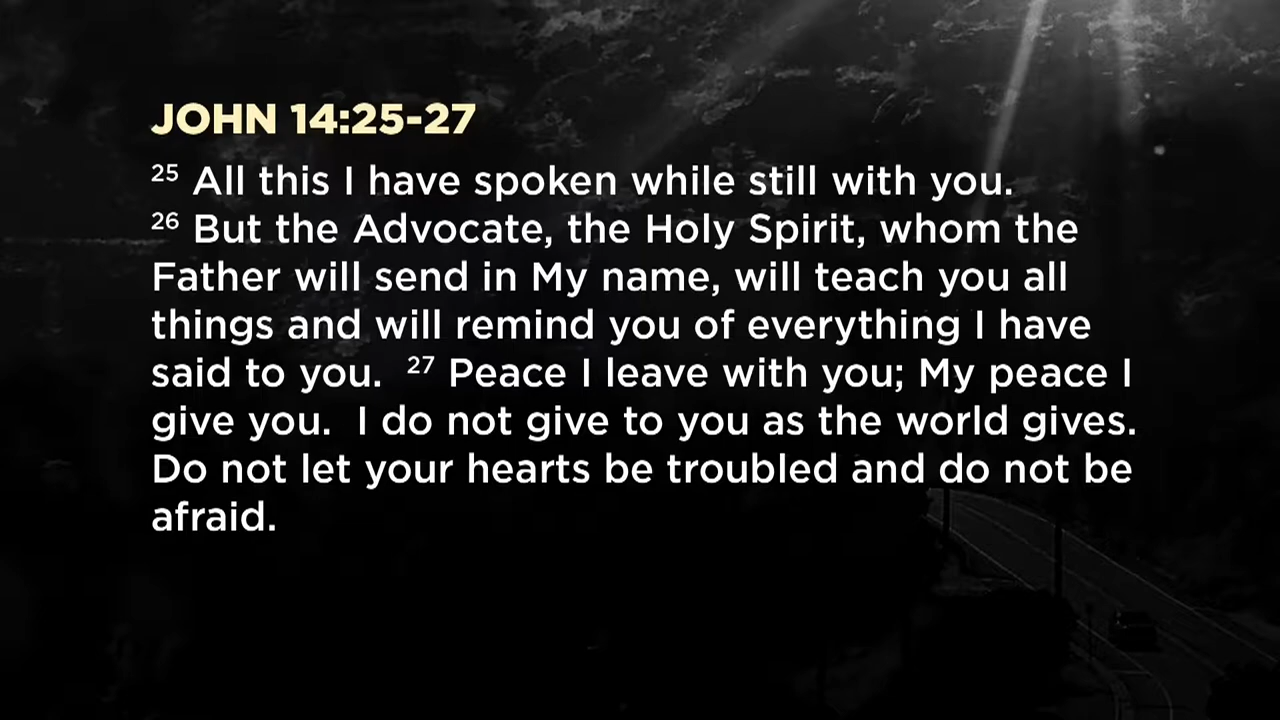 JOHN 14:25-27
25 All this I have spoken while still with you.
26 But the Advocate, the Holy Spirit, whom the
Father will send in My name, will teach you all
things and will remind you of everything I have
said to you.  27 Peace I leave with you; My peace I
give you.  I do not give to you as the world gives.
Do not let your hearts be troubled and do not be
afraid.